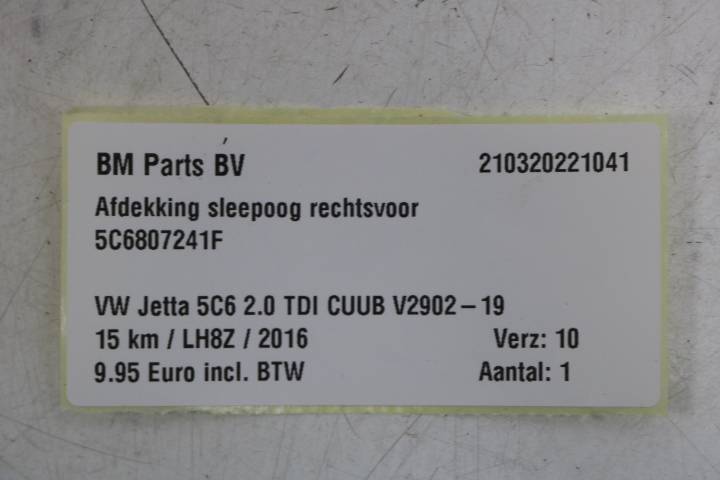 BM Parts BV 210320221041
Afdekking sleepoog rechtsvoor
5C6807241F
VW Jetta 5C6 2.0 TDI CUUB V2902-19
15 km / LH8Z / 2016 Verz: 10
9.95 Euro incl. BTW Aantal: 1